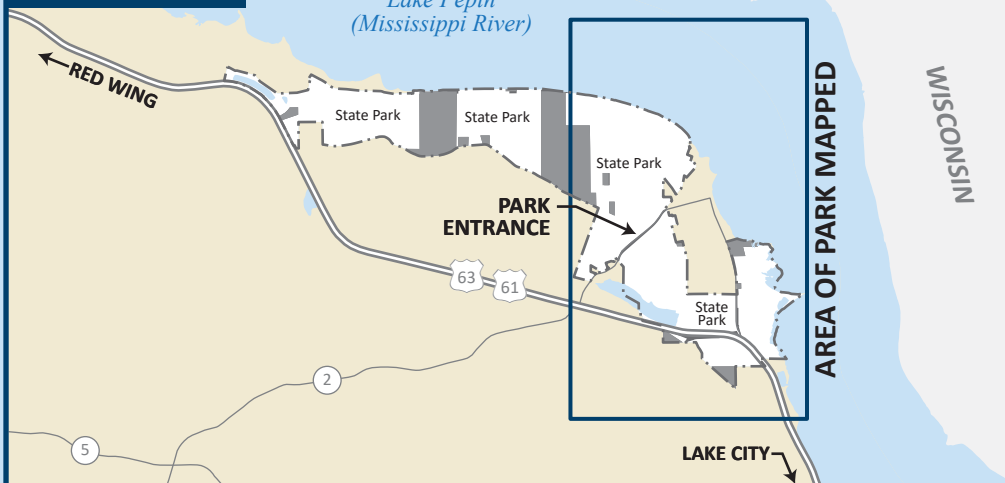 Lake Pepin
(Mississippi River)
RED WING
State Park
State Park
State Park
PARK
ENTRANCE
63
61
State
Park
2
5
LAKE CITY
AREA OF PARK MAPPED
WISCONSIN